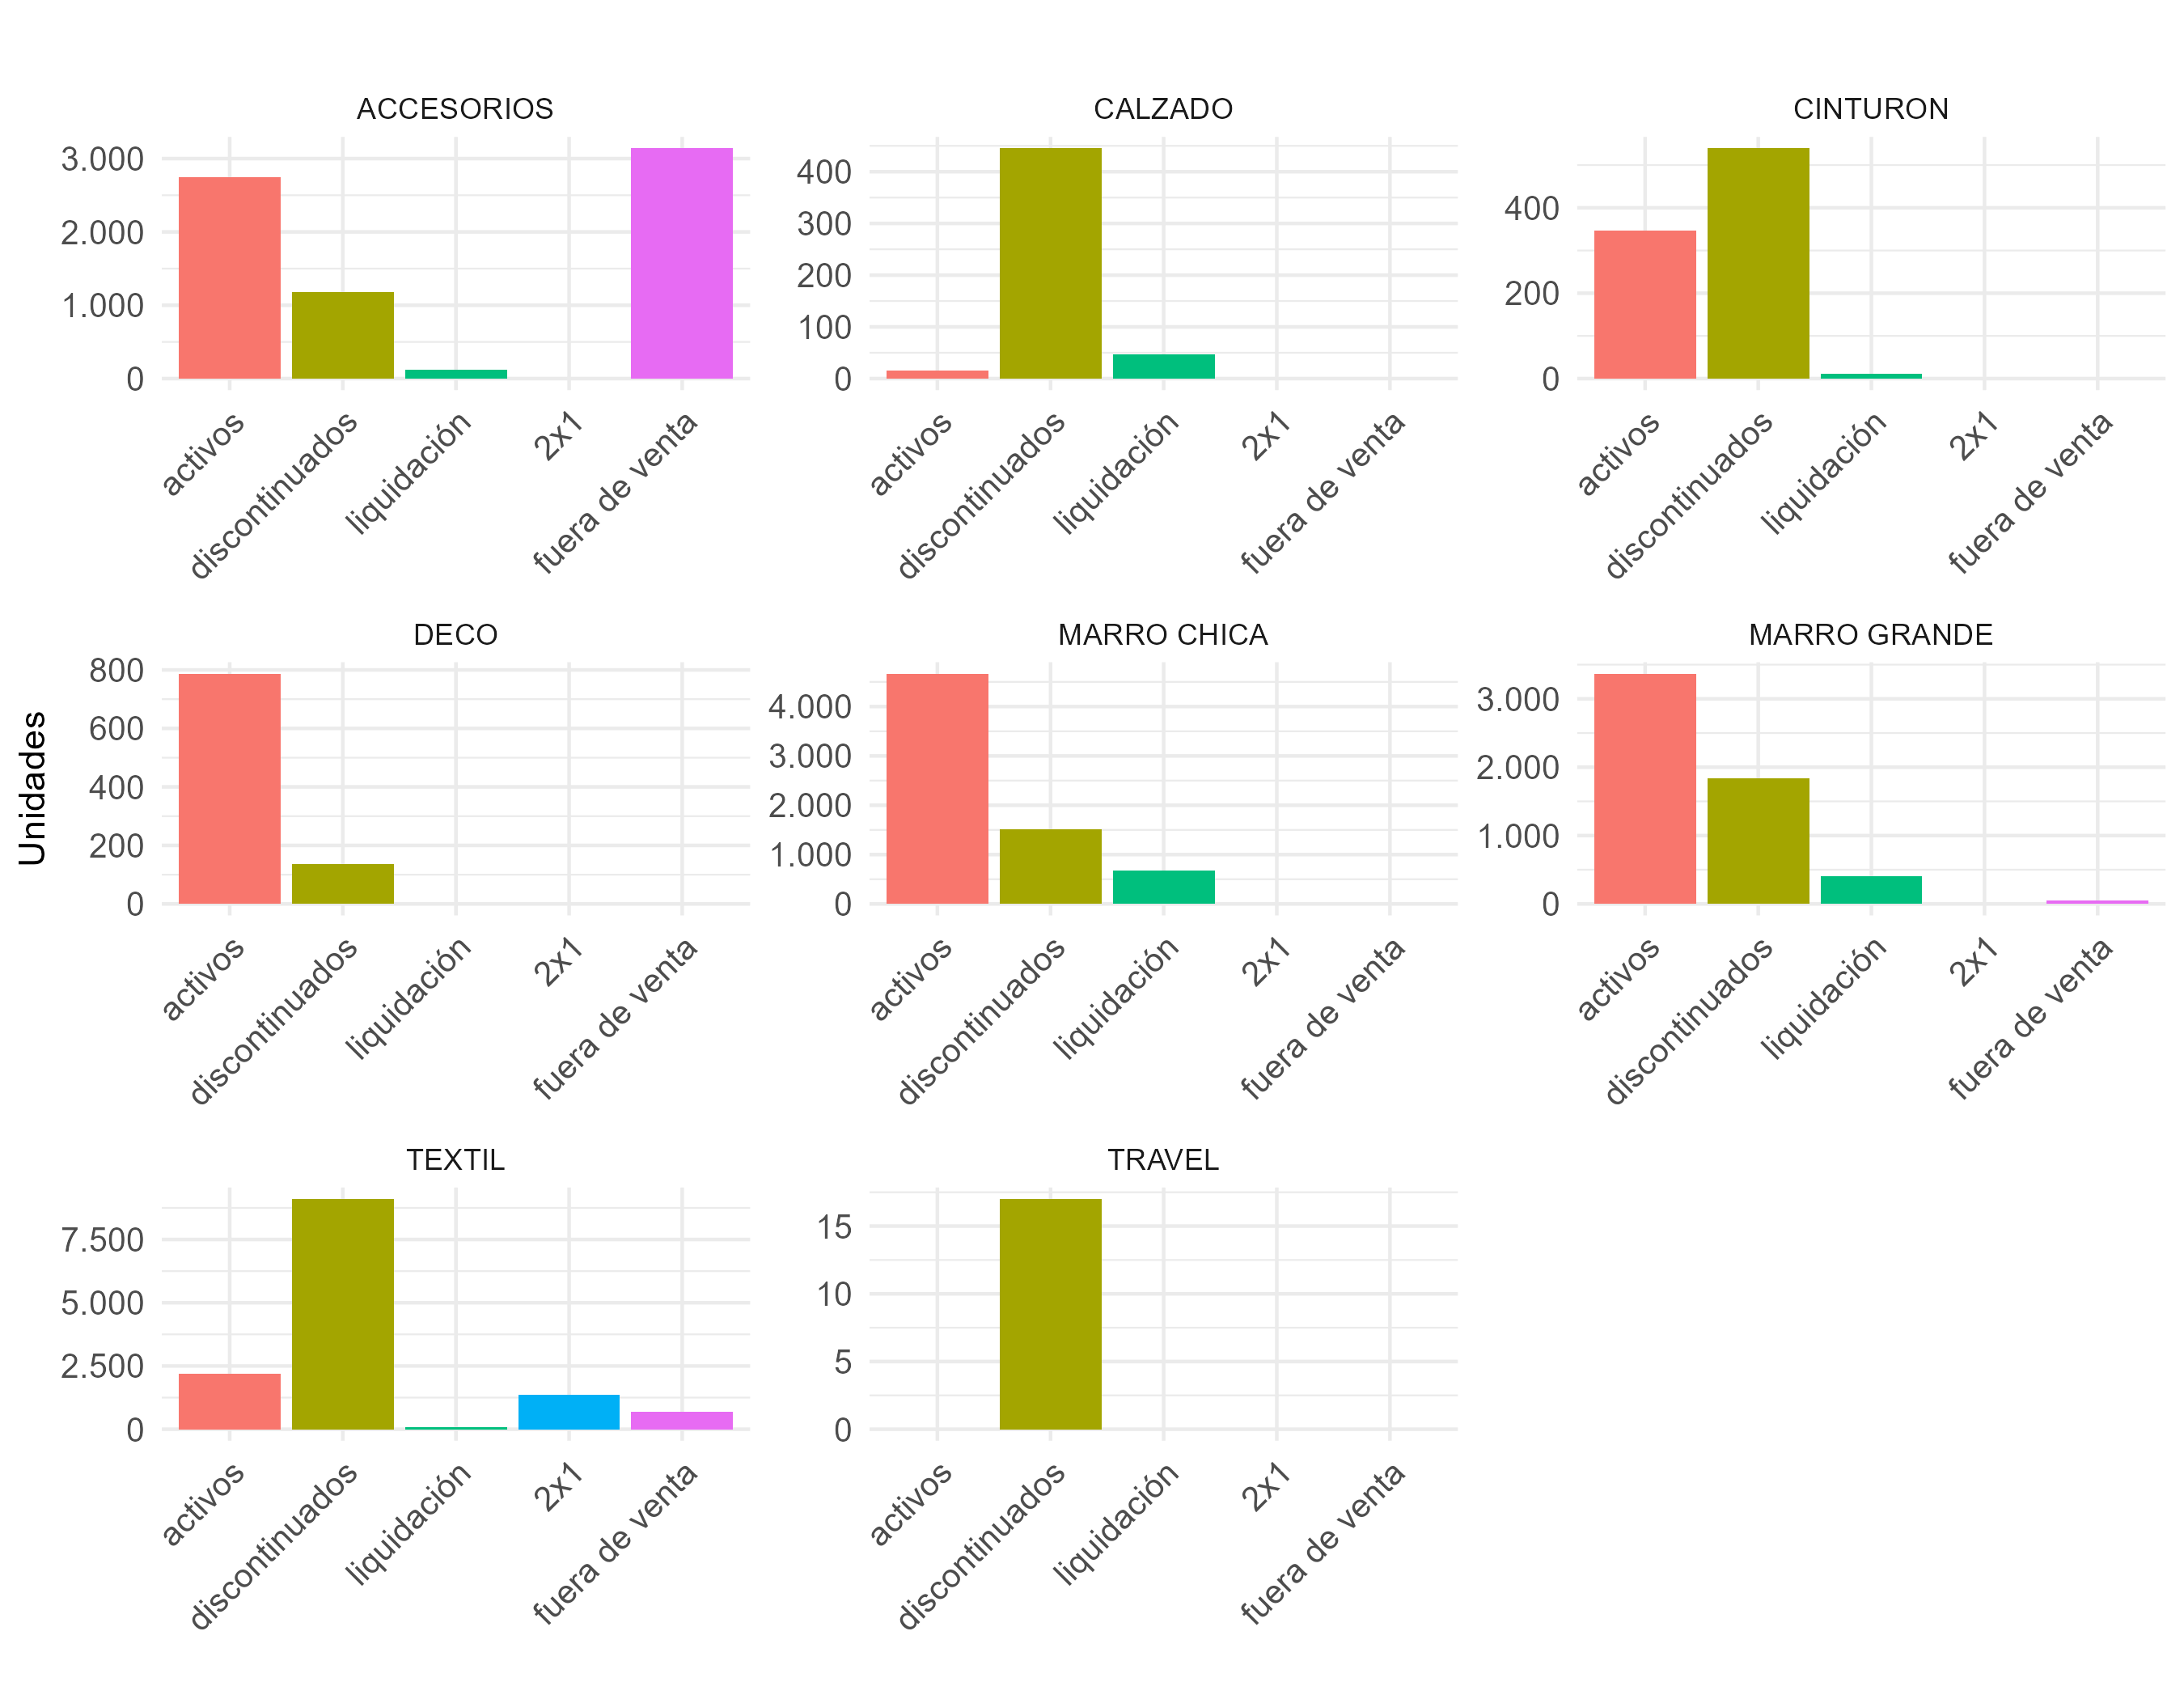 ACCESORIOS
3.000
2.000
1.000
0
activos
discontinuados
liquidación
2x1
fuera de venta
CALZADO
400
300
200
100
0
activos
discontinuados
liquidación
2x1
fuera de venta
CINTURON
400
200
0
activos
discontinuados
liquidación
2x1
fuera de venta
Unidades
DECO
800
600
400
200
0
activos
discontinuados
liquidación
2x1
fuera de venta
MARRO CHICA
4.000
3.000
2.000
1.000
0
activos
discontinuados
liquidación
2x1
fuera de venta
MARRO GRANDE
3.000
2.000
1.000
0
activos
discontinuados
liquidación
2x1
fuera de venta
TEXTIL
7.500
5.000
2.500
0
activos
discontinuados
liquidación
2x1
fuera de venta
TRAVEL
15
10
5
0
activos
discontinuados
liquidación
2x1
fuera de venta